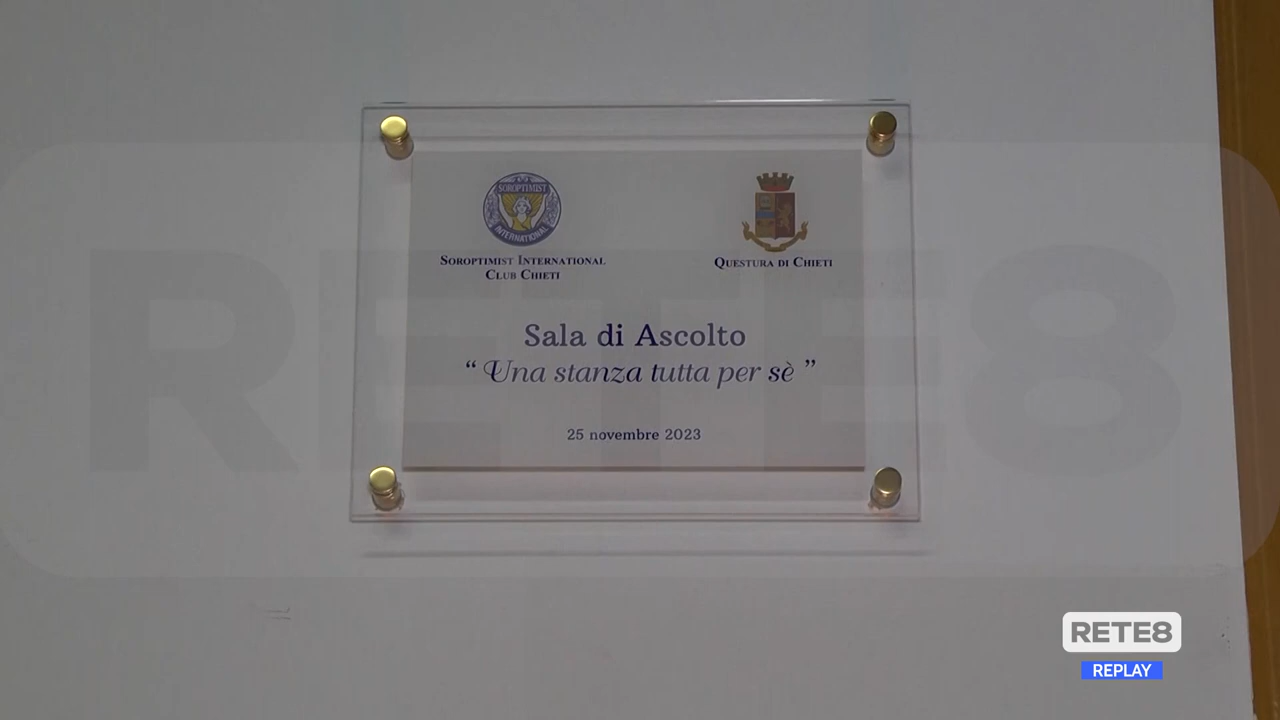 SOROPTIMIST
INTERNATIONAL
SOROPTIMIST INTERNATIONAL
CLUB CHIETI
QUESTURA DI CHIETI
Sala di Ascolto
“ Una stanza tutta per sè ”
25 novembre 2023
RETE8
RETE8
REPLAY